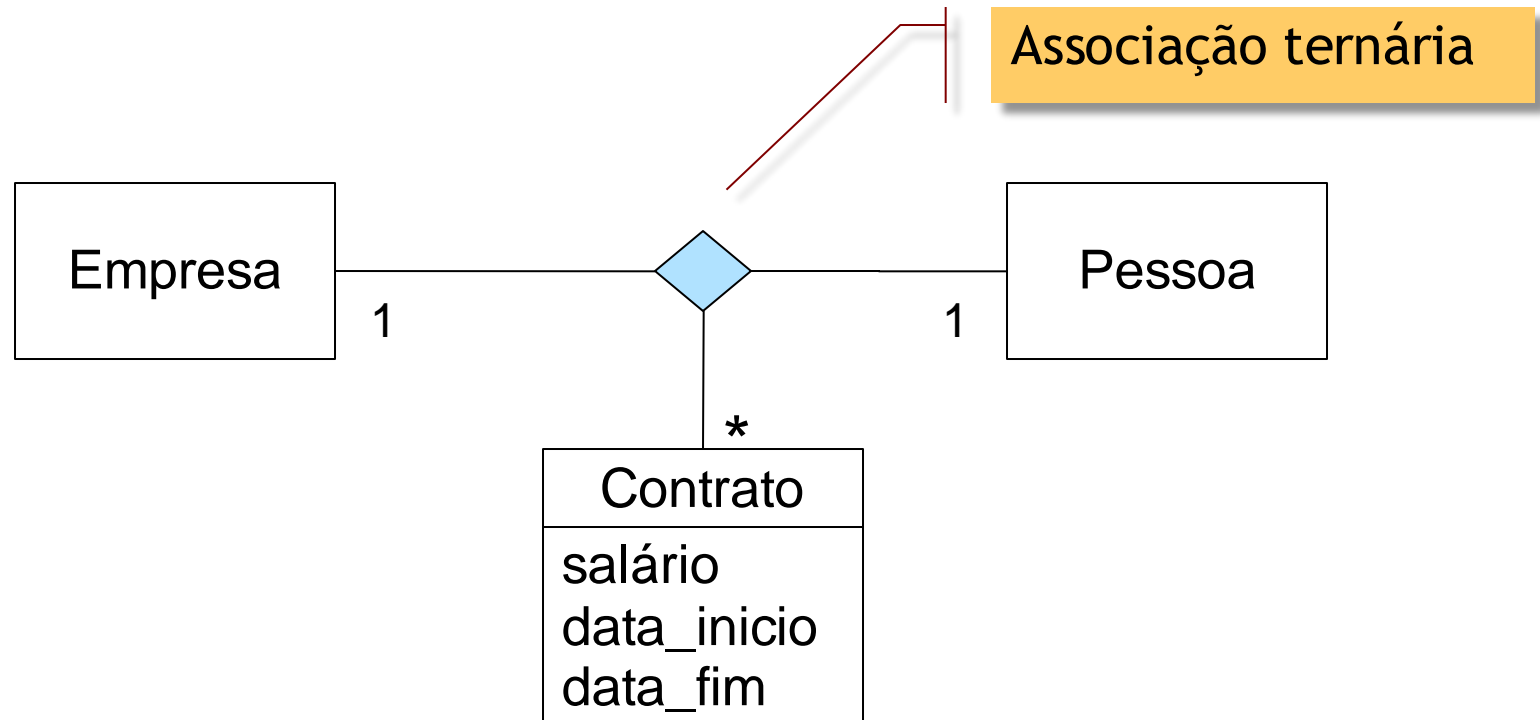 Associação ternária
Empresa
Pessoa
1
1
*
Contrato
salário
data_inicio
data_fim